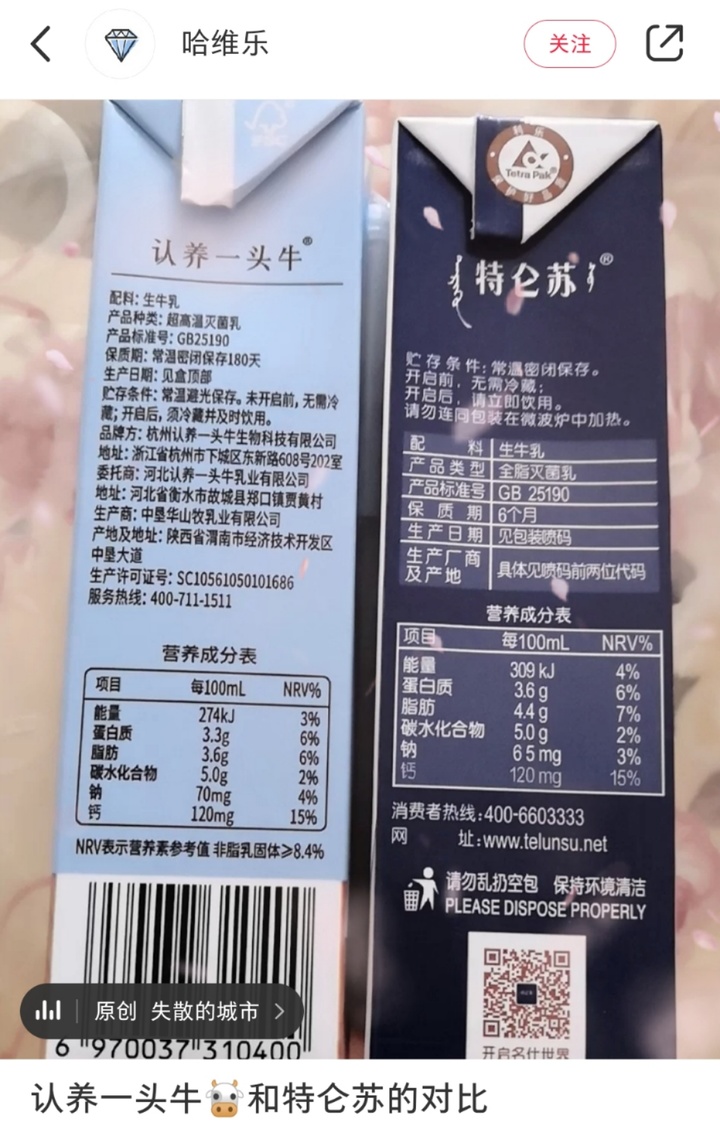 哈维乐
关注
认养一头牛®
配料: 生牛乳
产品种类: 超高温灭菌乳
产品标准号: GB25190
保质期: 常温密闭保存180天
生产日期: 见盒顶部
贮存条件: 常温避光保存。未开启前, 无需冷
藏; 开启后, 须冷藏并及时饮用。
品牌方: 杭州认养一头牛生物科技有限公司
地址: 浙江省杭州市下城区东新路608号202室
委托商: 河北认养一头牛乳业有限公司
地址: 河北省衡水市故城县郑口镇贾黄村
生产商: 中垦华山牧乳业有限公司
产地及地址: 陕西省渭南市经济技术开发区
中垦大道
生产许可证号: SC10561050101686
服务热线: 400-711-1511
营养成分表
项目 每100mL NRV%
能量 274kJ 3%
蛋白质 3.3g 6%
脂肪 3.6g 6%
碳水化合物 5.0g 2%
钠 70mg 4%
钙 120mg 15%
NRV表示营养素参考值 非脂乳固体≥8.4%
6 970037 310400
Tetra Pak®
特仑苏®
贮存条件: 常温密闭保存。
开启前, 无需冷藏;
开启后, 请立即饮用。
请勿连同包装在微波炉中加热。
配料 生牛乳
产品类型 全脂灭菌乳
产品标准号 GB 25190
保质期 6个月
生产日期 见包装喷码
生产厂商
及产地 具体见喷码前两位代码
营养成分表
项目 每100mL NRV%
能量 309 kJ 4%
蛋白质 3.6 g 6%
脂肪 4.4 g 7%
碳水化合物 5.0 g 2%
钠 65 mg 3%
钙 120 mg 15%
消费者热线:400-6603333
网址:www.telunsu.net
请勿乱扔空包 保持环境清洁
PLEASE DISPOSE PROPERLY
开启名仕世界
原创 失散的城市
认养一头牛🐮和特仑苏的对比